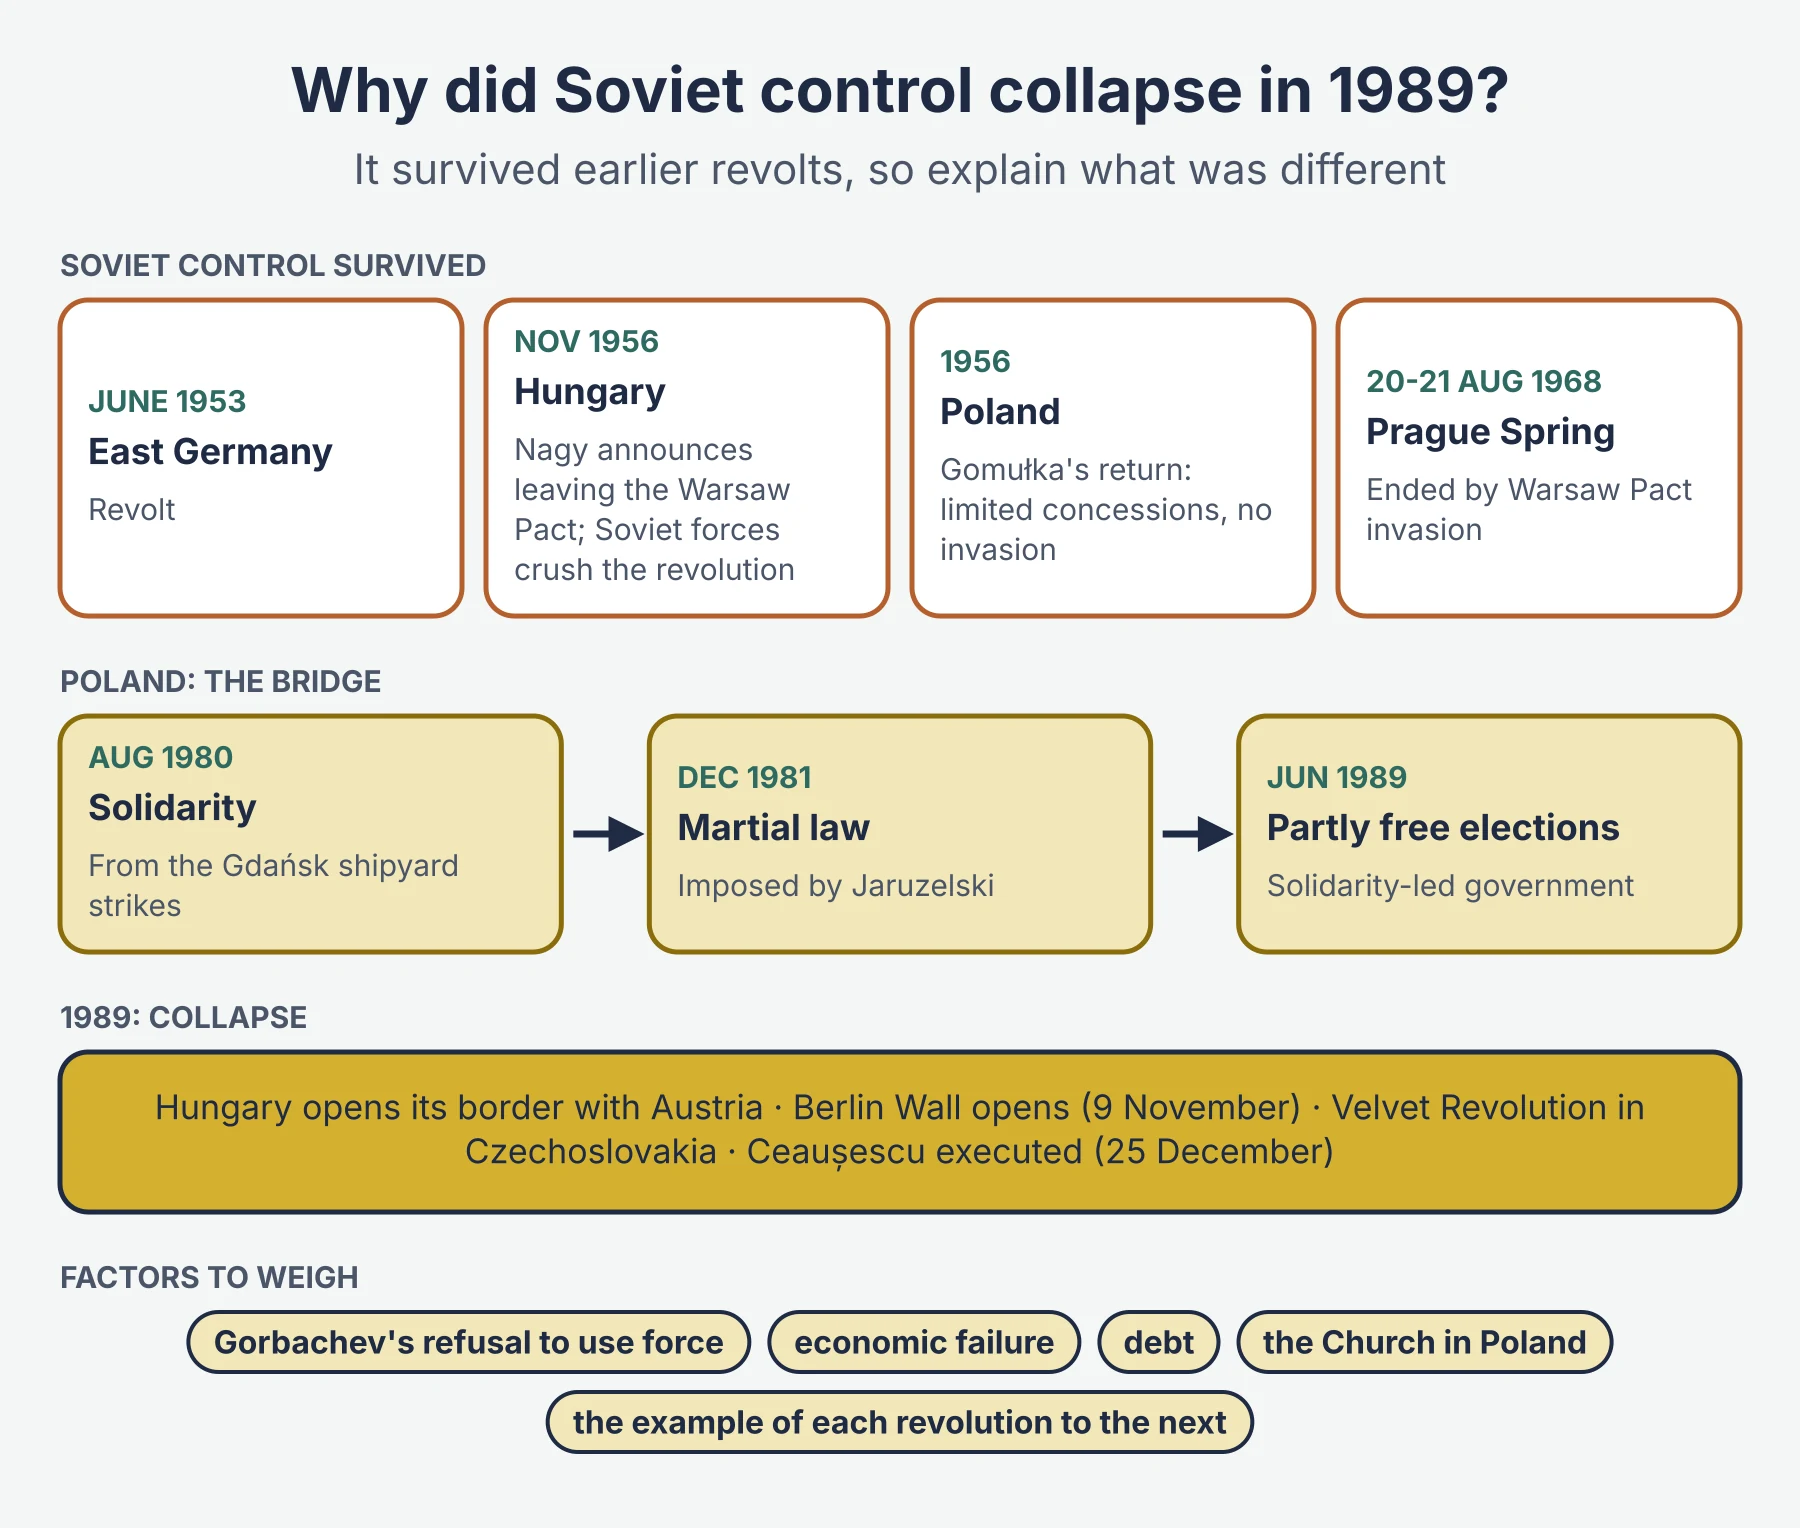 Why did Soviet control collapse in 1989?
It survived earlier revolts, so explain what was different
SOVIET CONTROL SURVIVED
JUNE 1953
East Germany
Revolt
NOV 1956
Hungary
Nagy announces
leaving the Warsaw
Pact; Soviet forces
crush the revolution
1956
Poland
Gomułka's return:
limited concessions, no
invasion
20-21 AUG 1968
Prague Spring
Ended by Warsaw Pact
invasion
POLAND: THE BRIDGE
AUG 1980
Solidarity
From the Gdańsk shipyard
strikes
DEC 1981
Martial law
Imposed by Jaruzelski
JUN 1989
Partly free elections
Solidarity-led government
1989: COLLAPSE
Hungary opens its border with Austria · Berlin Wall opens (9 November) · Velvet Revolution in
Czechoslovakia · Ceaușescu executed (25 December)
FACTORS TO WEIGH
Gorbachev's refusal to use force
economic failure
debt
the Church in Poland
the example of each revolution to the next